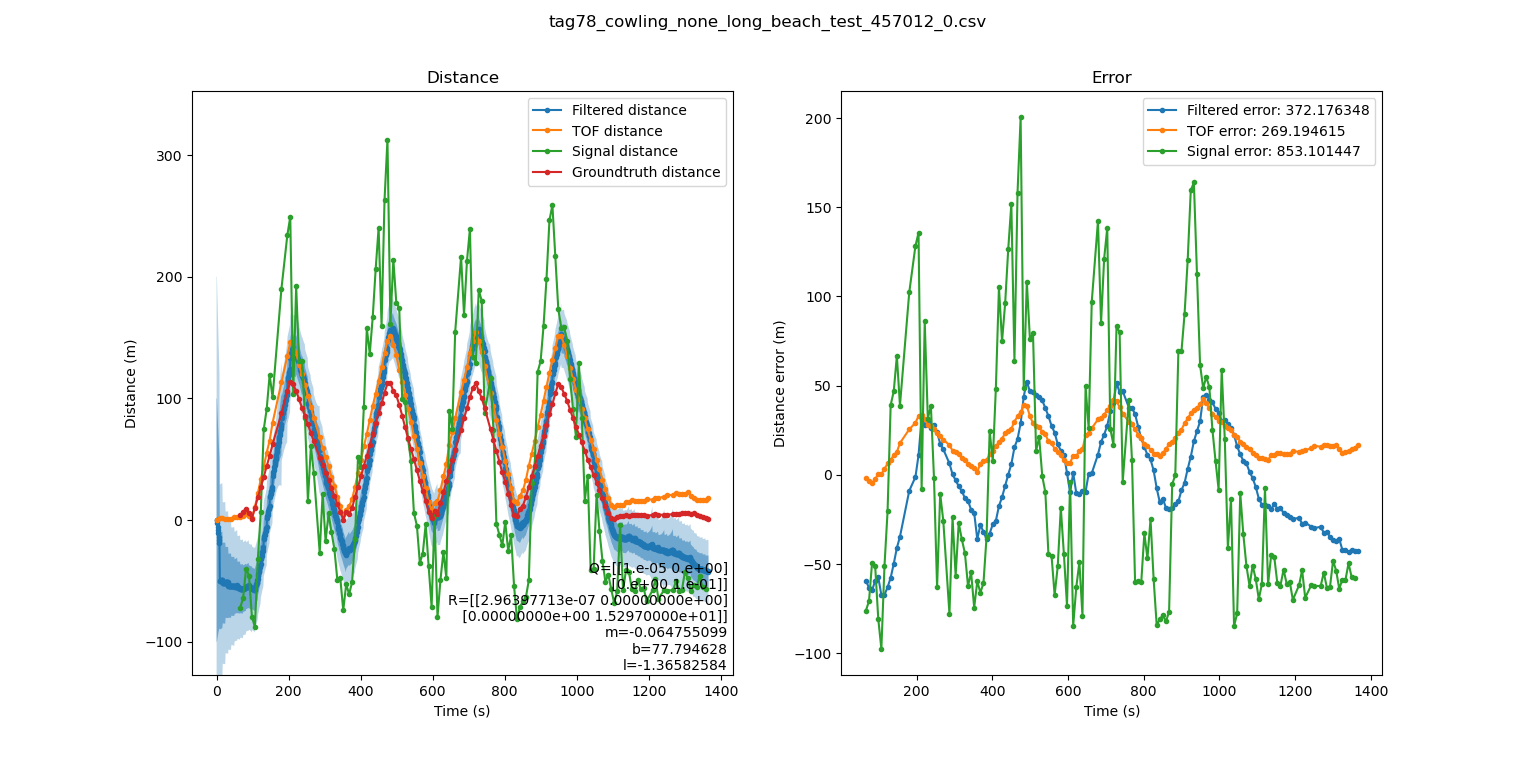 tag78_cowling_none_long_beach_test_457012_0.csv
Distance
Filtered distance
TOF distance
Signal distance
Groundtruth distance
Distance (m)
300
200
100
0
−100
Q=[[1.e-05 0.e+00]
[0.e+00 1.e-01]]
R=[[2.96397713e-07 0.00000000e+00]
[0.00000000e+00 1.52970000e+01]]
m=-0.064755099
b=77.794628
l=-1.36582584
0 200 400 600 800 1000 1200 1400
Time (s)
Error
Filtered error: 372.176348
TOF error: 269.194615
Signal error: 853.101447
Distance error (m)
200
150
100
50
0
−50
−100
200 400 600 800 1000 1200 1400
Time (s)